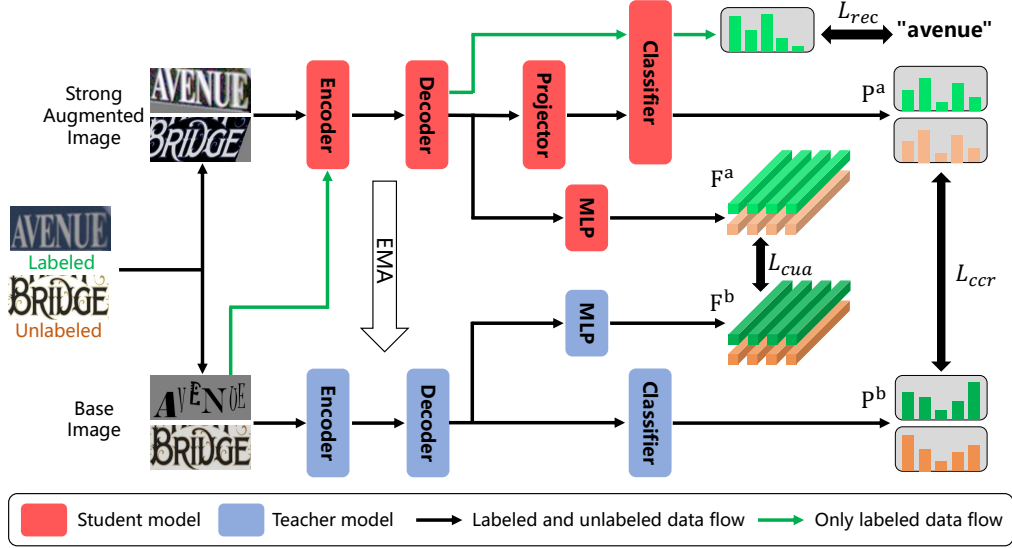 L_rec
"avenue"
Strong
Augmented
Image
AVENUE
BRIDGE
Encoder
Decoder
Projector
Classifier
P^a
F^a
MLP
AVENUE
Labeled
BRIDGE
Unlabeled
EMA
L_cua
L_ccr
F^b
MLP
Base
Image
AVENUE
BRIDGE
Encoder
Decoder
Classifier
P^b
Student model
Teacher model
Labeled and unlabeled data flow
Only labeled data flow